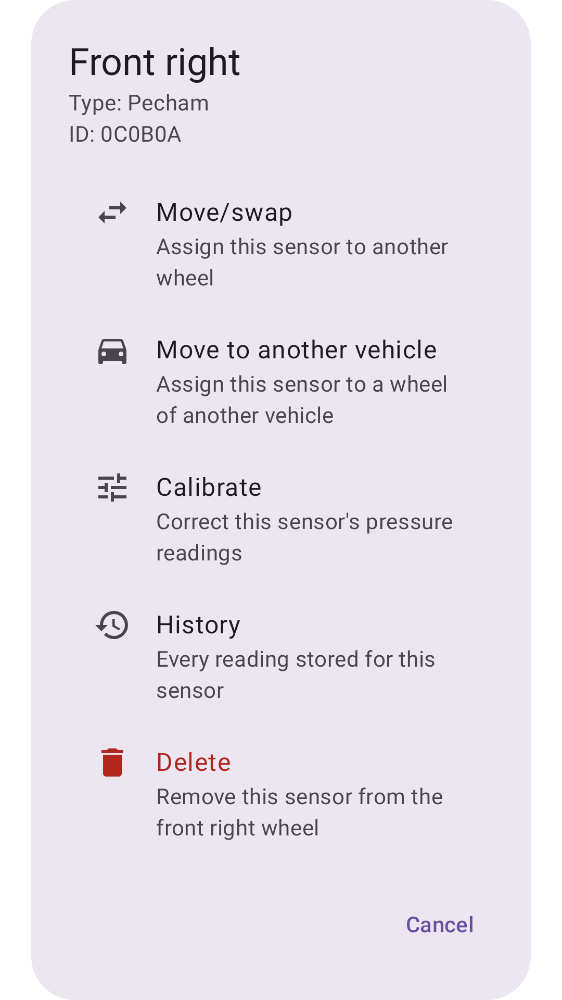 Front right
Type: Pecham
ID: 0C0B0A
Move/swap
Assign this sensor to another
wheel
Move to another vehicle
Assign this sensor to a wheel
of another vehicle
Calibrate
Correct this sensor's pressure
readings
History
Every reading stored for this
sensor
Delete
Remove this sensor from the
front right wheel
Cancel